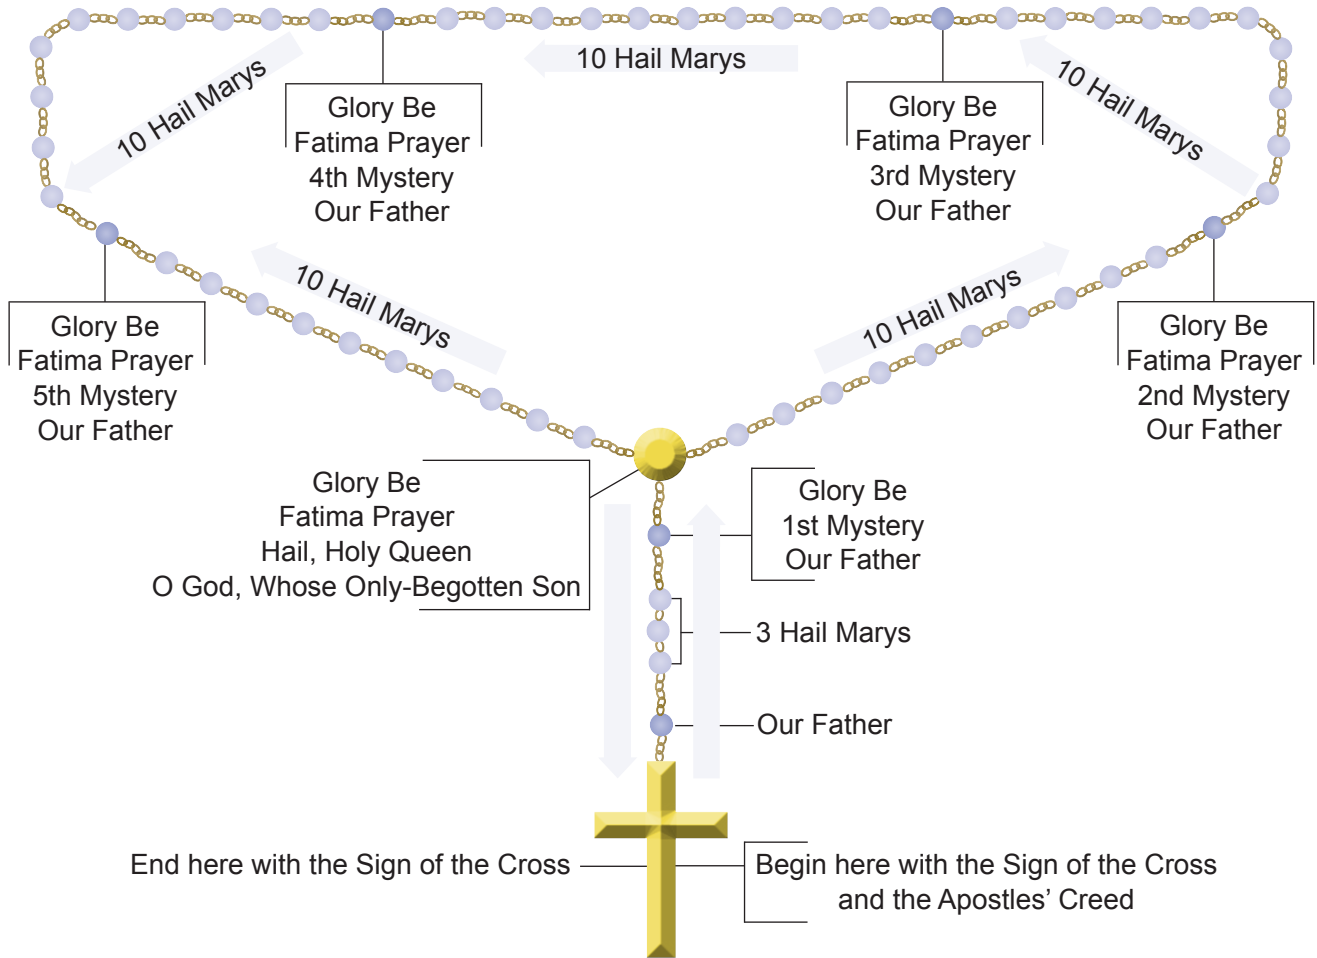 10 Hail Marys
10 Hail Marys
10 Hail Marys
Glory Be
Fatima Prayer
4th Mystery
Our Father
Glory Be
Fatima Prayer
3rd Mystery
Our Father
10 Hail Marys
10 Hail Marys
Glory Be
Fatima Prayer
5th Mystery
Our Father
Glory Be
Fatima Prayer
2nd Mystery
Our Father
Glory Be
Fatima Prayer
Hail, Holy Queen
O God, Whose Only-Begotten Son
Glory Be
1st Mystery
Our Father
3 Hail Marys
Our Father
End here with the Sign of the Cross
Begin here with the Sign of the Cross
and the Apostles’ Creed